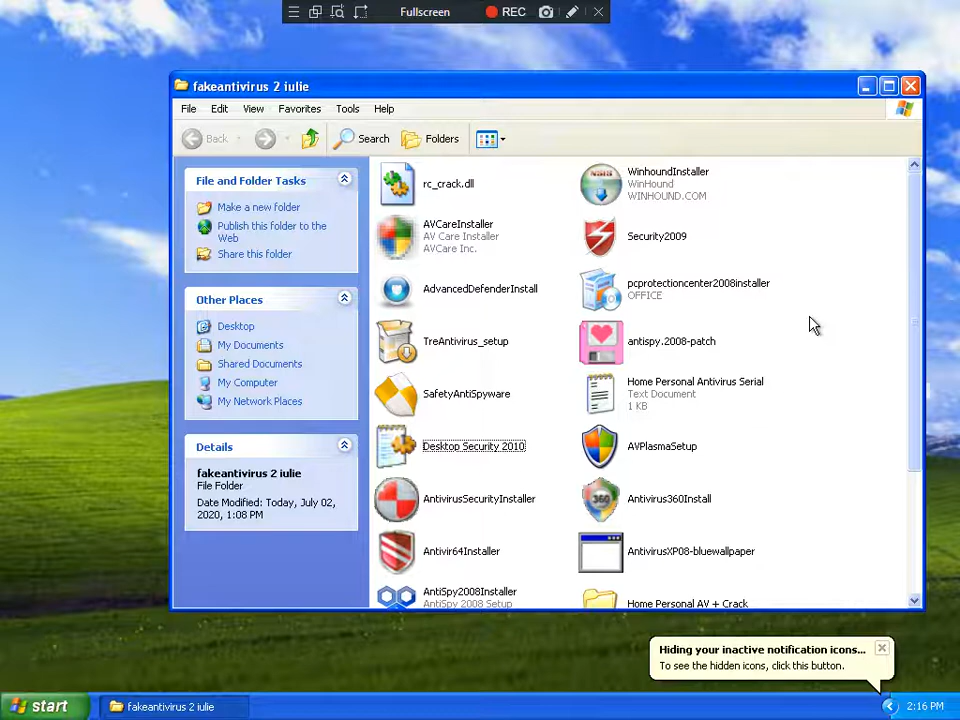 Fullscreen
REC
fakeantivirus 2 iulie
File Edit View Favorites Tools Help
Back Search Folders
File and Folder Tasks
Make a new folder
Publish this folder to the
Web
Share this folder
Other Places
Desktop
My Documents
Shared Documents
My Computer
My Network Places
Details
fakeantivirus 2 iulie
File Folder
Date Modified: Today, July 02,
2020, 1:08 PM
rc_crack.dll
WinhoundInstaller
WinHound
WINHOUND.COM
AVCareInstaller
AV Care Installer
AVCare Inc.
Security2009
AdvancedDefenderInstall
pcprotectioncenter2008installer
OFFICE
TreAntivirus_setup
antispy.2008-patch
SafetyAntiSpyware
Home Personal Antivirus Serial
Text Document
1 KB
Desktop Security 2010
AVPlasmaSetup
AntivirusSecurityInstaller
360
Antivirus360Install
Antivir64Installer
AntivirusXP08-bluewallpaper
AntiSpy2008Installer
AntiSpy 2008 Setup
Home Personal AV + Crack
Hiding your inactive notification icons...
To see the hidden icons, click this button.
start
fakeantivirus 2 iulie
2:16 PM